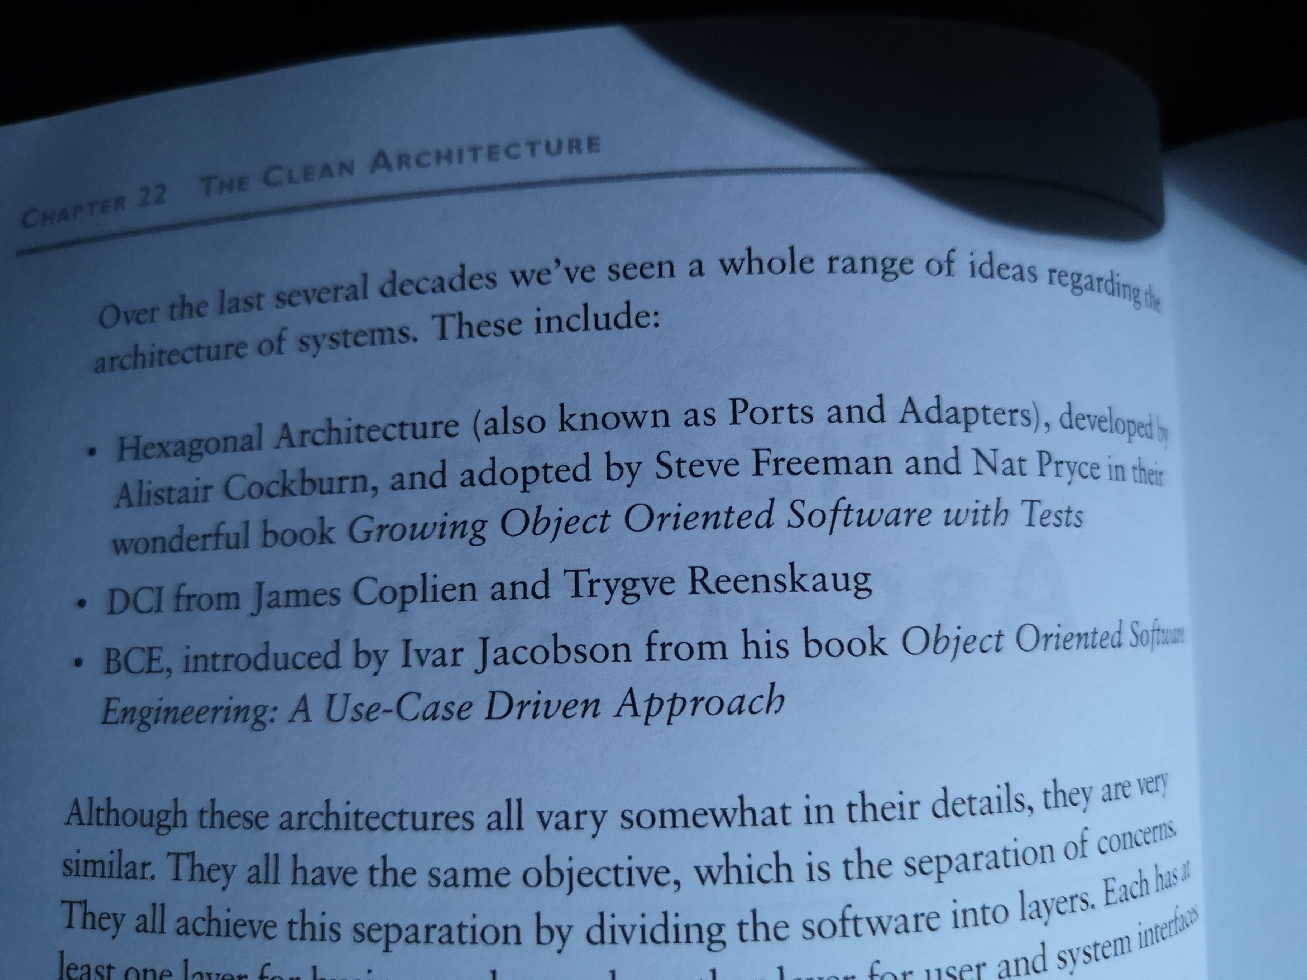 CHAPTER 22 THE CLEAN ARCHITECTURE
Over the last several decades we've seen a whole range of ideas regarding the
architecture of systems. These include:
• Hexagonal Architecture (also known as Ports and Adapters), developed by
Alistair Cockburn, and adopted by Steve Freeman and Nat Pryce in their
wonderful book Growing Object Oriented Software with Tests
• DCI from James Coplien and Trygve Reenskaug
• BCE, introduced by Ivar Jacobson from his book Object Oriented Software
Engineering: A Use-Case Driven Approach
Although these architectures all vary somewhat in their details, they are very
similar. They all have the same objective, which is the separation of concerns.
They all achieve this separation by dividing the software into layers. Each has at
least one layer for user and system interfaces